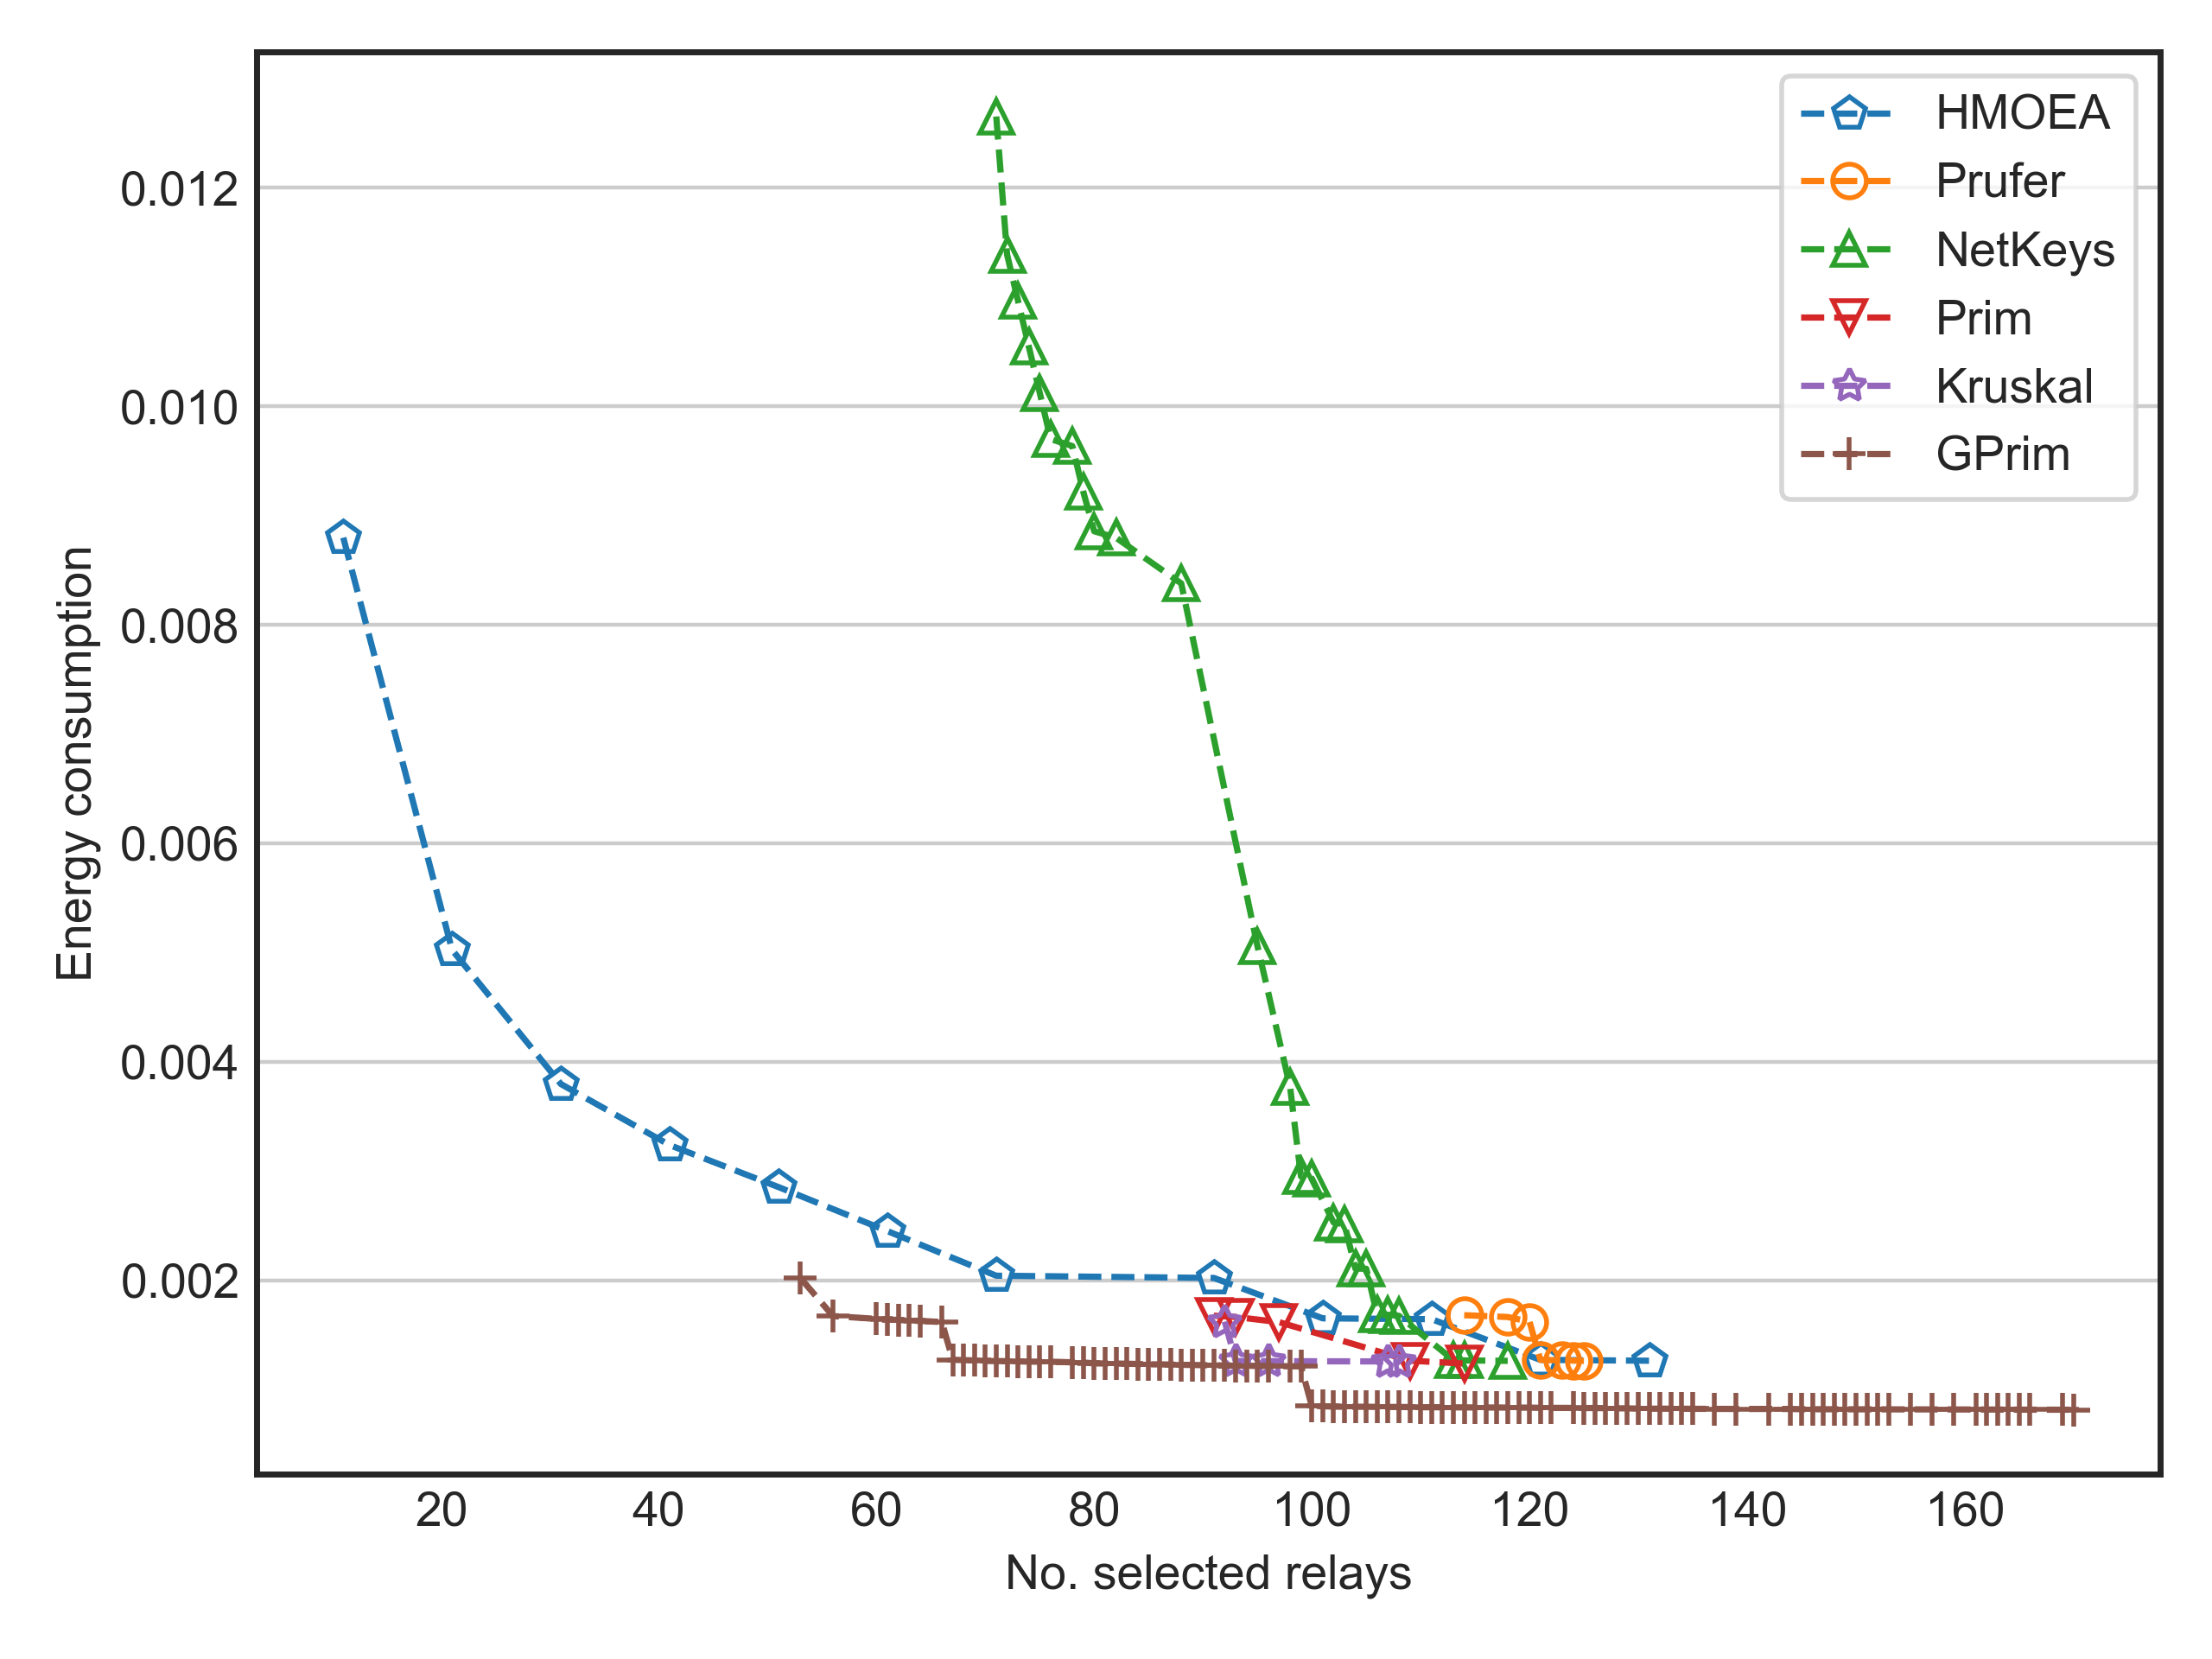 HMOEA
Prufer
NetKeys
Prim
Kruskal
GPrim
0.012
0.010
0.008
0.006
0.004
0.002
Energy consumption
20 40 60 80 100 120 140 160
No. selected relays